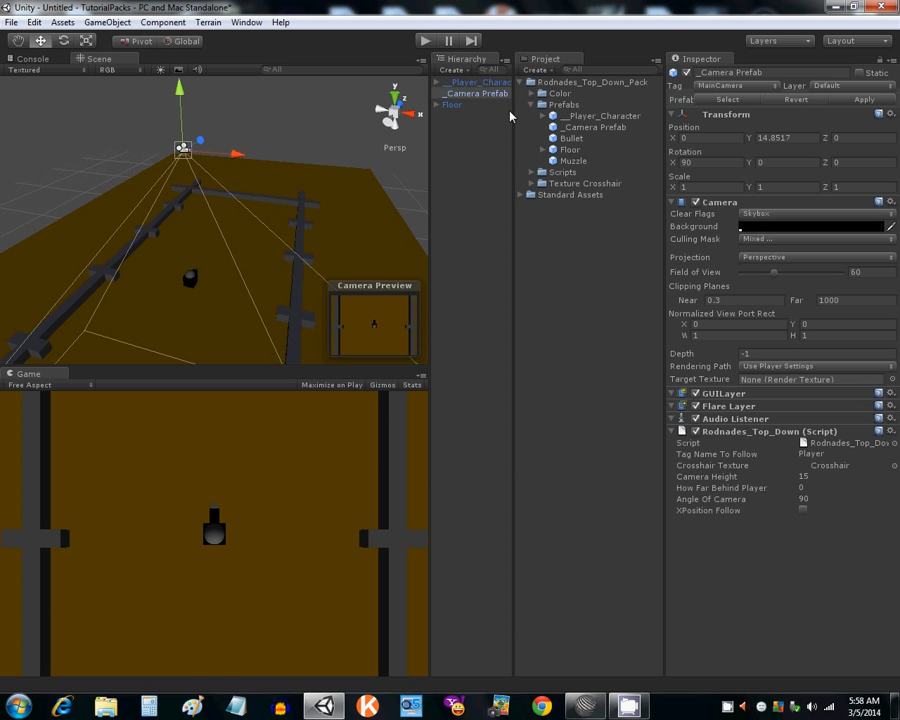 Unity - Untitled - TutorialPacks - PC and Mac Standalone*
File Edit Assets GameObject Component Terrain Window Help
Pivot Global Layers Layout
Console Scene
Textured RGB All
y
z
x
Persp
Camera Preview
Game
Free Aspect Maximize on Play Gizmos Stats
Hierarchy
Create All
__Player_Charac
_Camera Prefab
Floor
Project
Create All
Rodnades_Top_Down_Pack
Color
Prefabs
__Player_Character
_Camera Prefab
Bullet
Floor
Muzzle
Scripts
Texture Crosshair
Standard Assets
Inspector
_Camera Prefab Static
Tag MainCamera Layer Default
Prefat Select Revert Apply
Transform
Position
X 0 Y 14.8517 Z 0
Rotation
X 90 Y 0 Z 0
Scale
X 1 Y 1 Z 1
Camera
Clear Flags Skybox
Background
Culling Mask Mixed ...
Projection Perspective
Field of View 60
Clipping Planes
Near 0.3 Far 1000
Normalized View Port Rect
X 0 Y 0
W 1 H 1
Depth -1
Rendering Path Use Player Settings
Target Texture None (Render Texture)
GUILayer
Flare Layer
Audio Listener
Rodnades_Top_Down (Script)
Script Rodnades_Top_Do
Tag Name To Follow Player
Crosshair Texture Crosshair
Camera Height 15
How Far Behind Player 0
Angle Of Camera 90
XPosition Follow
5:58 AM
3/5/2014